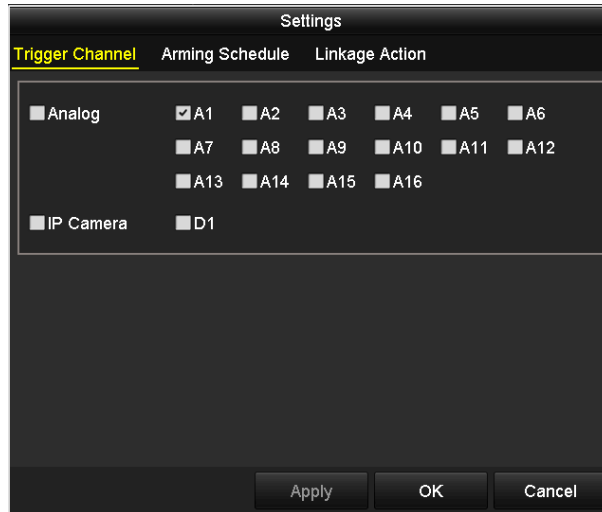 Settings
Trigger Channel Arming Schedule Linkage Action
Analog A1 A2 A3 A4 A5 A6
A7 A8 A9 A10 A11 A12
A13 A14 A15 A16
IP Camera D1
Apply OK Cancel